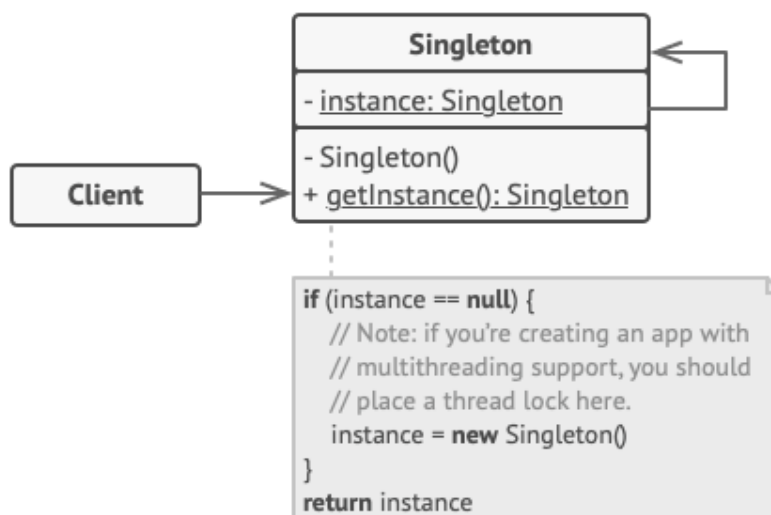 Singleton
- instance: Singleton
- Singleton()
+ getInstance(): Singleton
Client
if (instance == null) {
// Note: if you're creating an app with
// multithreading support, you should
// place a thread lock here.
instance = new Singleton()
}
return instance